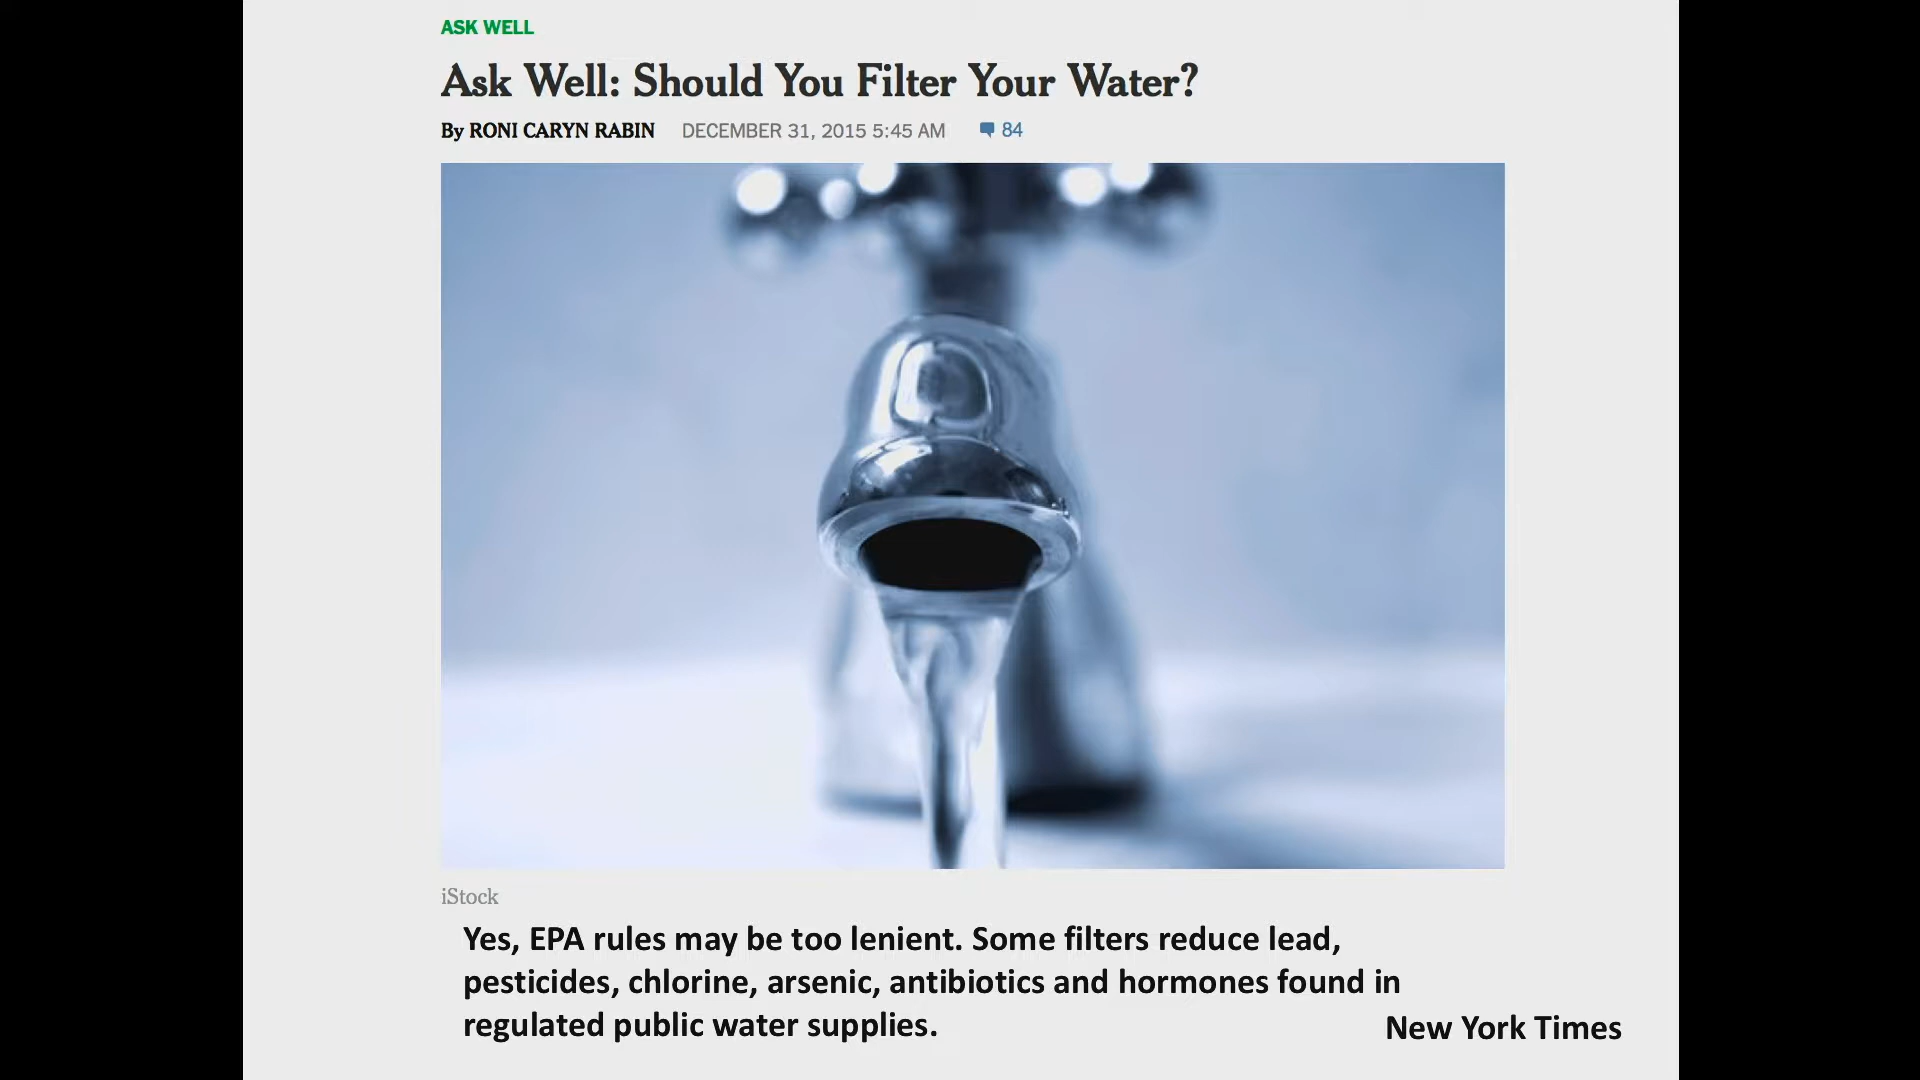 ASK WELL
Ask Well: Should You Filter Your Water?
By RONI CARYN RABIN DECEMBER 31, 2015 5:45 AM 84
iStock
Yes, EPA rules may be too lenient. Some filters reduce lead,
pesticides, chlorine, arsenic, antibiotics and hormones found in
regulated public water supplies.
New York Times